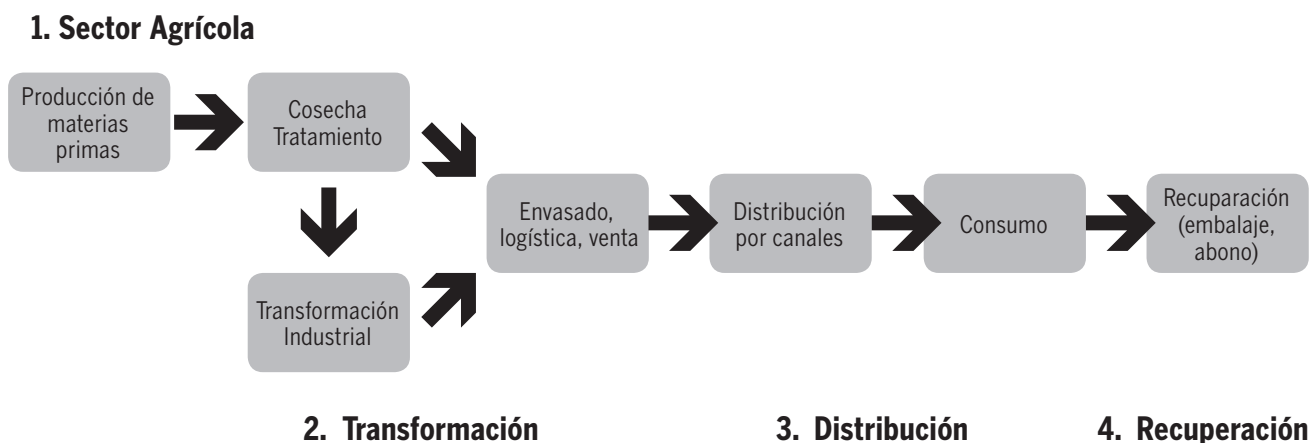 1. Sector Agrícola
Producción de
materias
primas
Cosecha
Tratamiento
Transformación
Industrial
Envasado,
logística, venta
Distribución
por canales
Consumo
Recuparación
(embalaje,
abono)
2. Transformación
3. Distribución
4. Recuperación